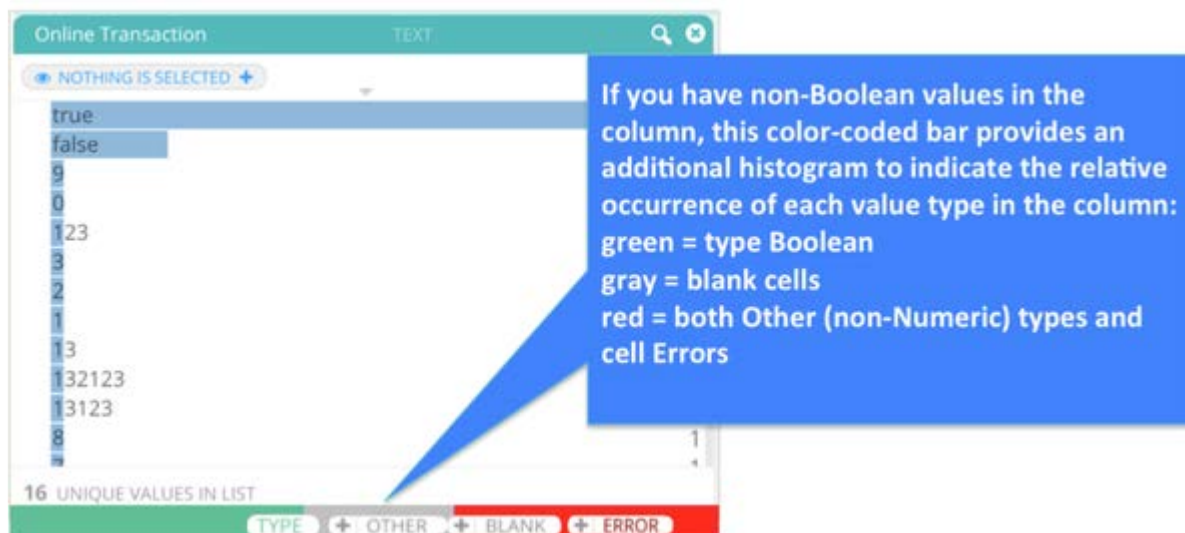 Online Transaction TEXT
NOTHING IS SELECTED +
true
false
9
0
123
3
2
1
13
132123
13123
8 1
16 UNIQUE VALUES IN LIST
TYPE + OTHER + BLANK + ERROR
If you have non-Boolean values in the
column, this color-coded bar provides an
additional histogram to indicate the relative
occurrence of each value type in the column:
green = type Boolean
gray = blank cells
red = both Other (non-Numeric) types and
cell Errors